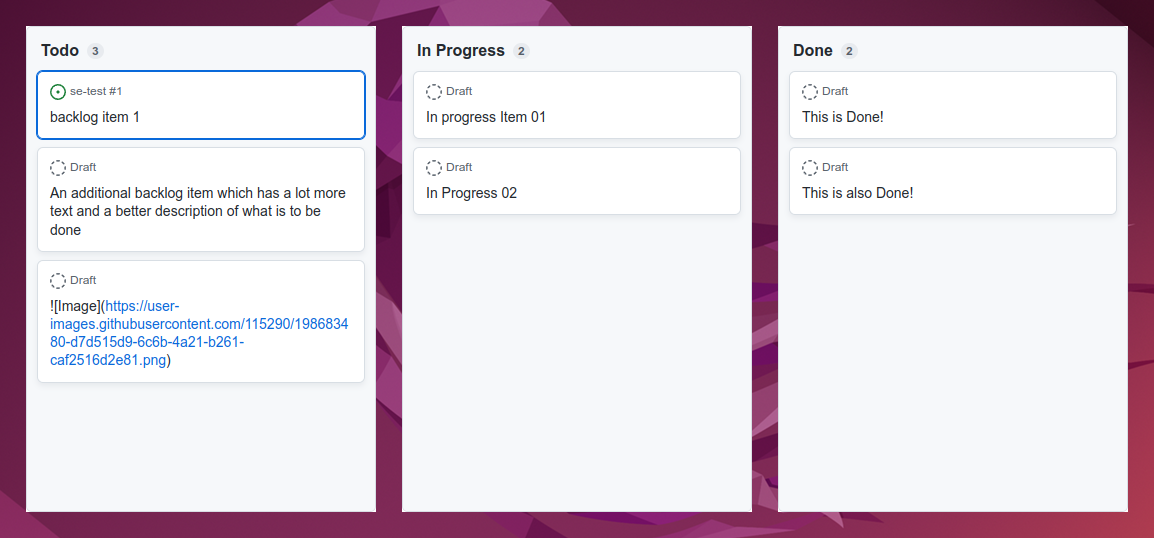 Todo 3
se-test #1
backlog item 1
Draft
An additional backlog item which has a lot more
text and a better description of what is to be
done
Draft
![Image](https://user-
images.githubusercontent.com/115290/198683
480-d7d515d9-6c6b-4a21-b261-
caf2516d2e81.png)
In Progress 2
Draft
In progress Item 01
Draft
In Progress 02
Done 2
Draft
This is Done!
Draft
This is also Done!